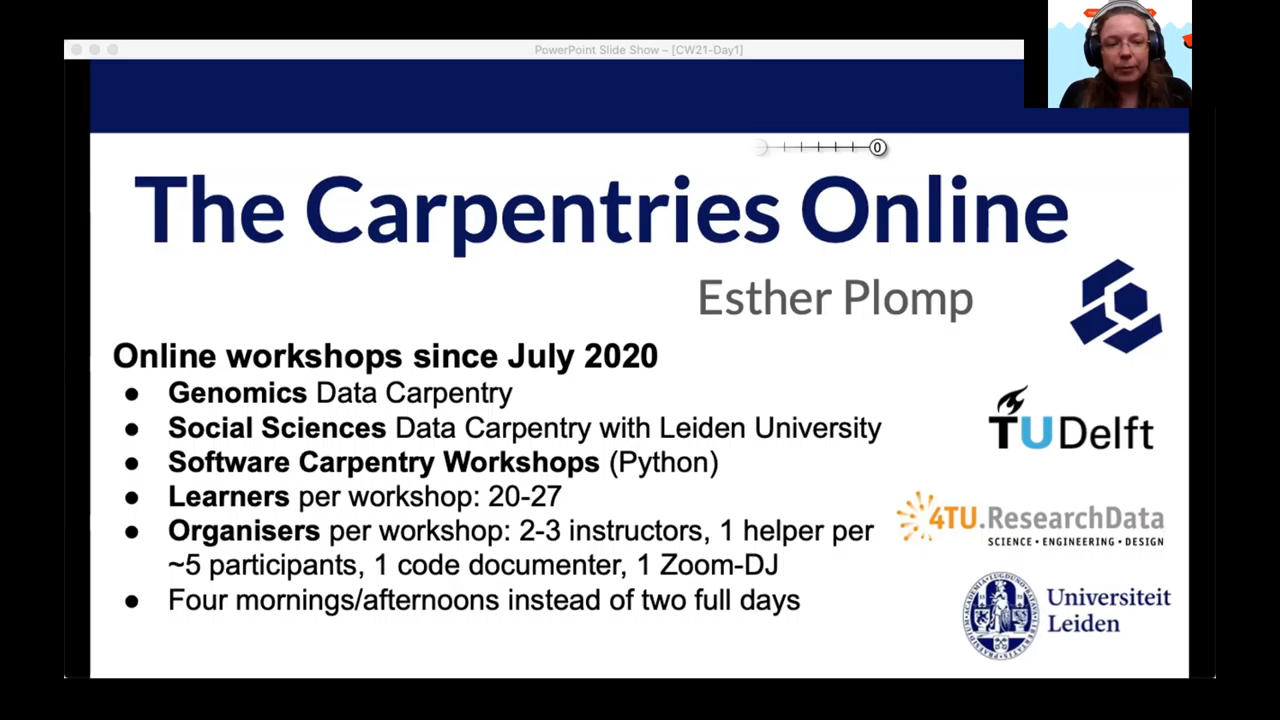 PowerPoint Slide Show – [CW21-Day1]
0
The Carpentries Online
Esther Plomp
Online workshops since July 2020
● Genomics Data Carpentry
● Social Sciences Data Carpentry with Leiden University
● Software Carpentry Workshops (Python)
● Learners per workshop: 20-27
● Organisers per workshop: 2-3 instructors, 1 helper per
~5 participants, 1 code documenter, 1 Zoom-DJ
● Four mornings/afternoons instead of two full days
TUDelft
4TU.ResearchData
SCIENCE • ENGINEERING • DESIGN
Universiteit
Leiden